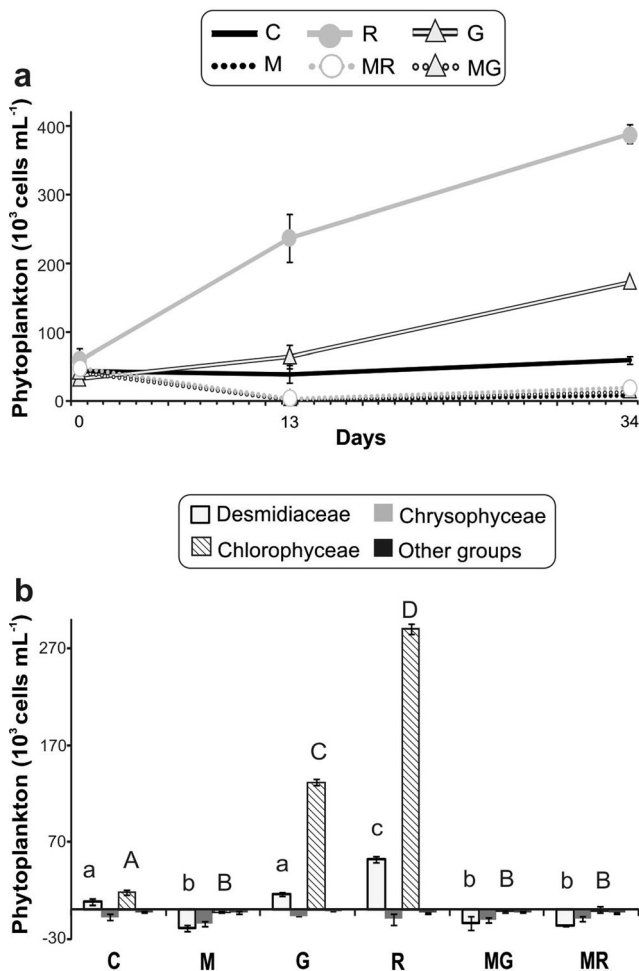 C R G
M MR MG
a
Phytoplankton (10³ cells mL⁻¹)
400
300
200
100
0
0 13 34
Days
Desmidiaceae Chrysophyceae
Chlorophyceae Other groups
b
Phytoplankton (10³ cells mL⁻¹)
270
170
70
-30
a A b B a C c D b B b B
C M G R MG MR